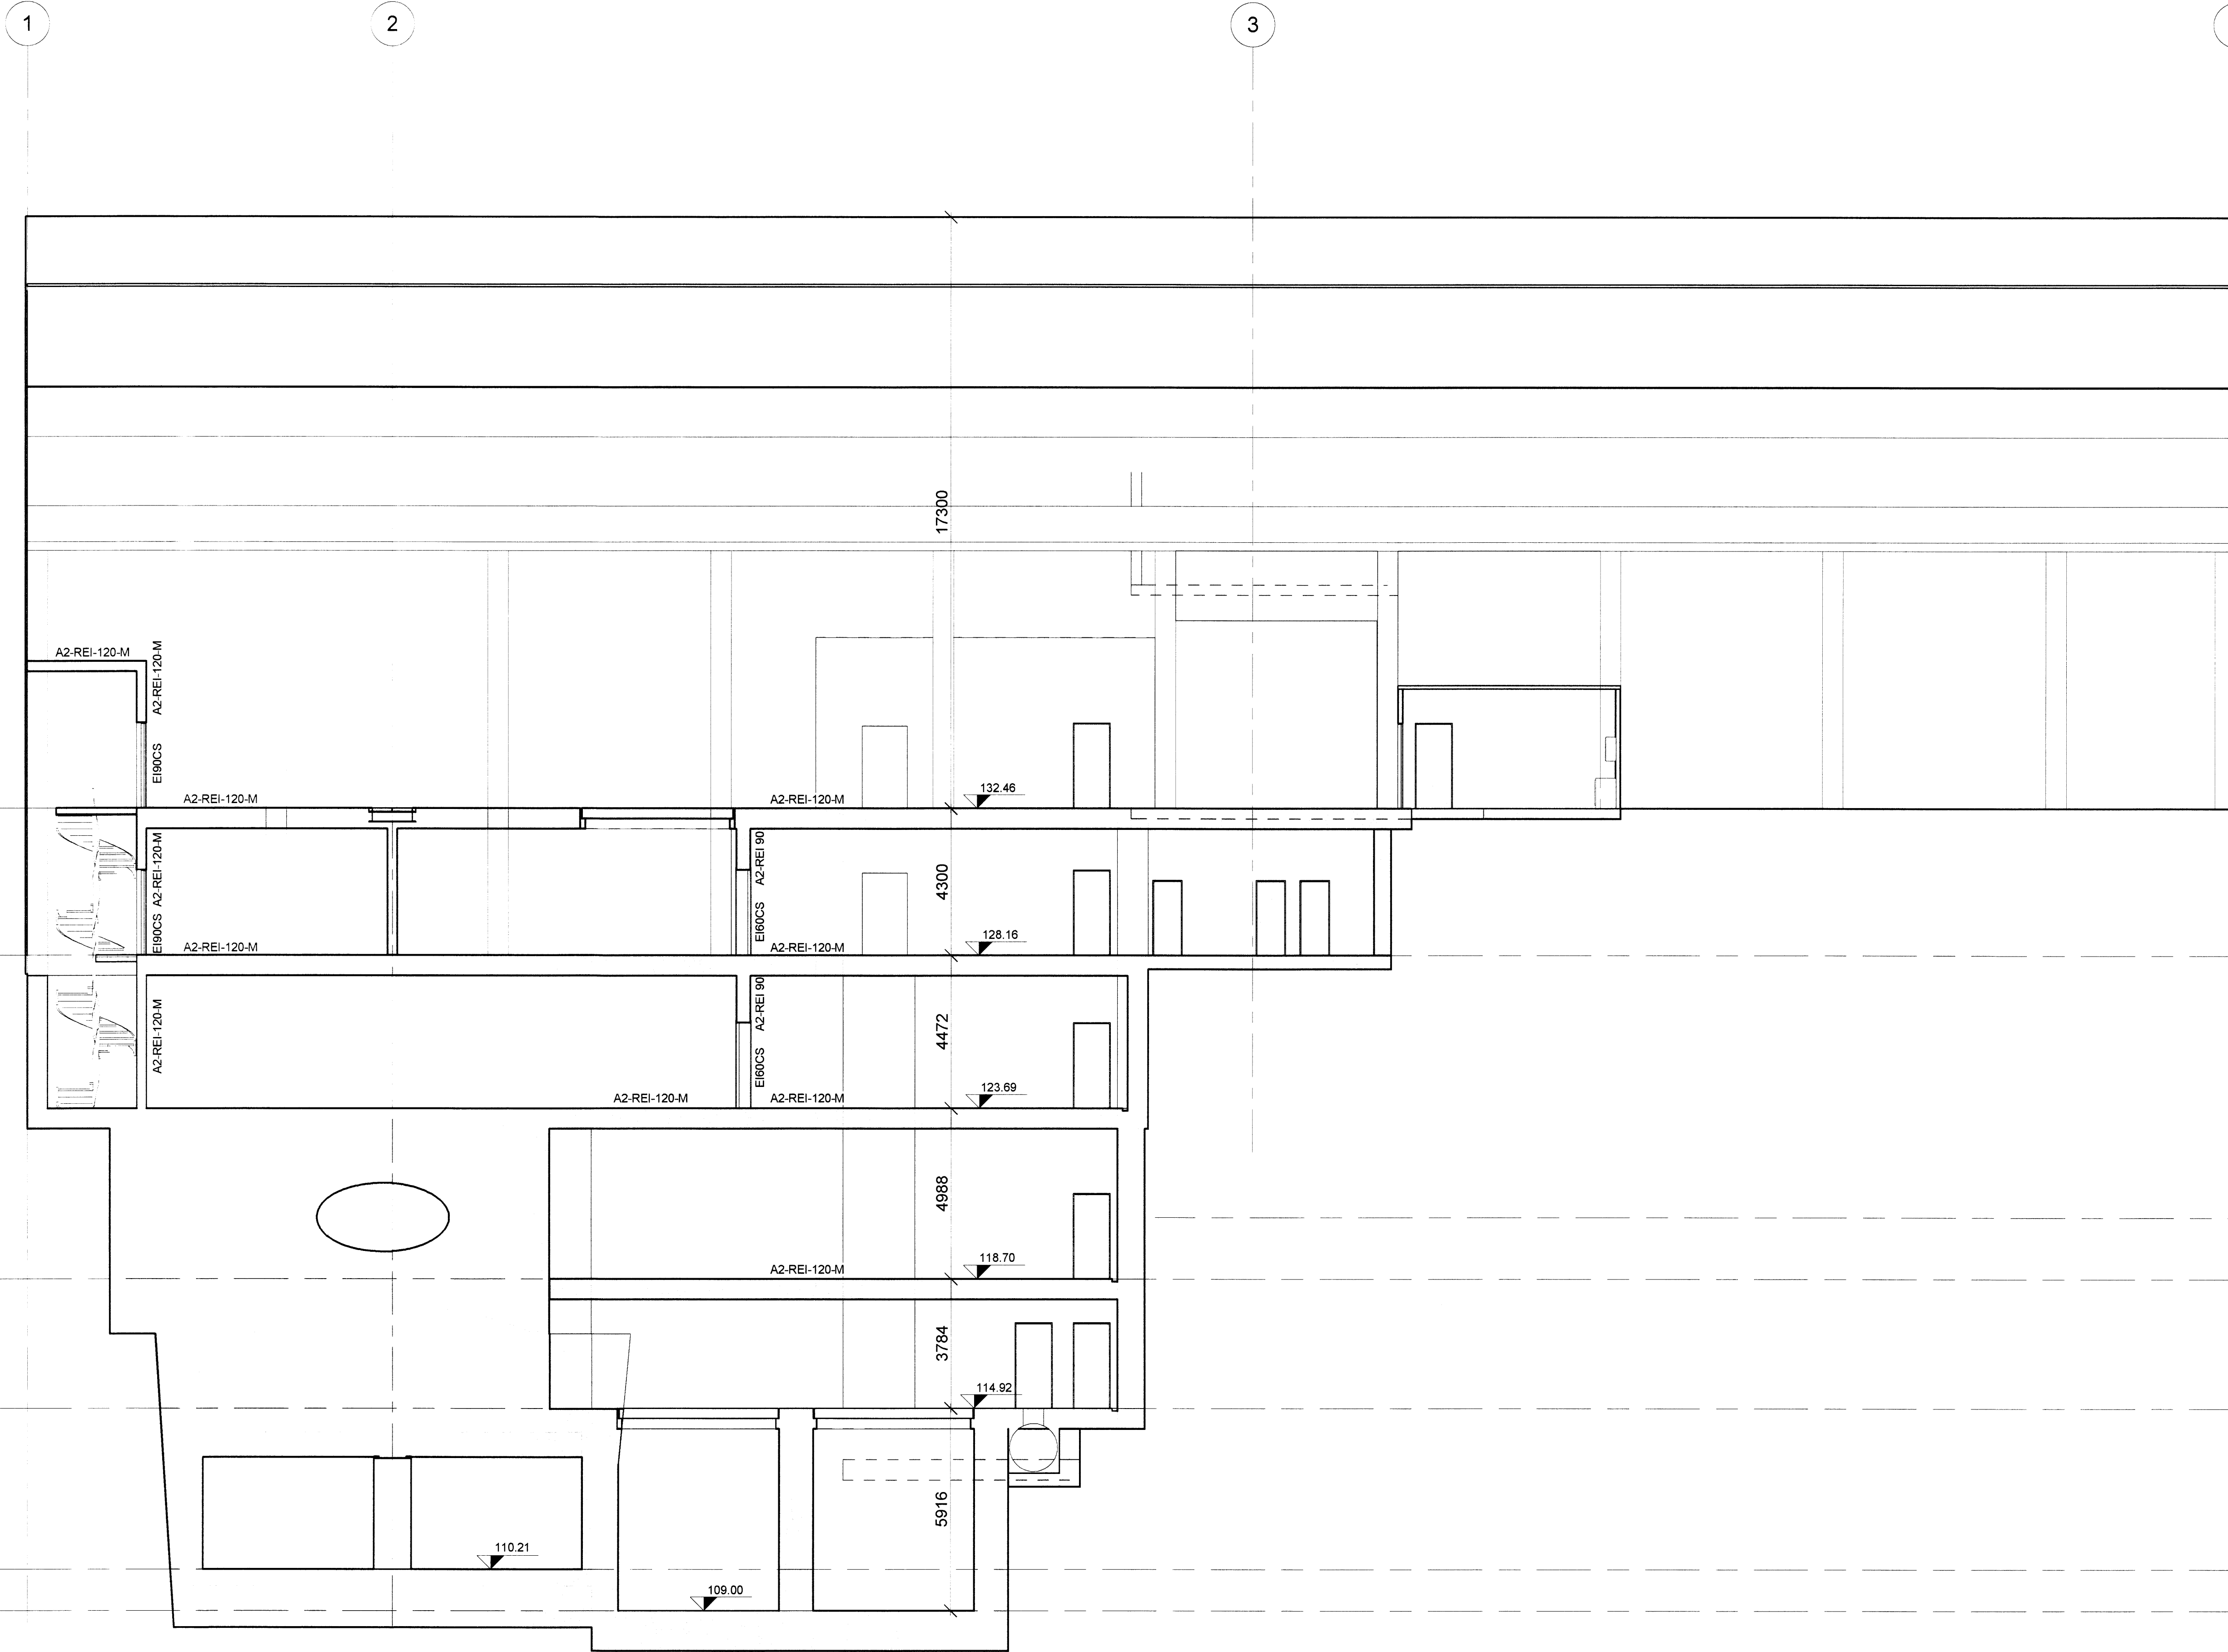 1
2
3
17300
A2-REI-120-M
A2-REI-120-M
EI90CS
A2-REI-120-M
A2-REI-120-M
132.46
A2-REI-120-M
EI90CS
A2-REI 90
EI60CS
4300
A2-REI-120-M
A2-REI-120-M
128.16
A2-REI-120-M
A2-REI 90
EI60CS
4472
A2-REI-120-M
A2-REI-120-M
123.69
4988
A2-REI-120-M
118.70
3784
114.92
5916
110.21
109.00